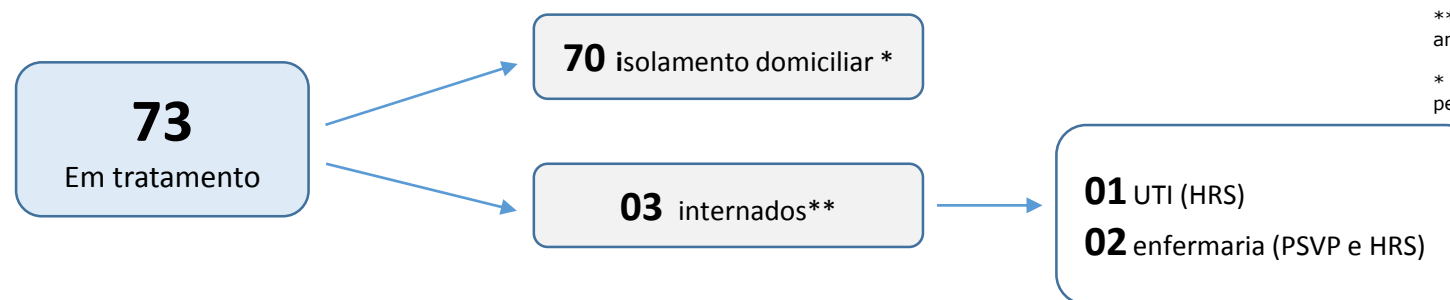 73
Em tratamento
70 isolamento domiciliar *
03 internados**
01 UTI (HRS)
02 enfermaria (PSVP e HRS)
**
*